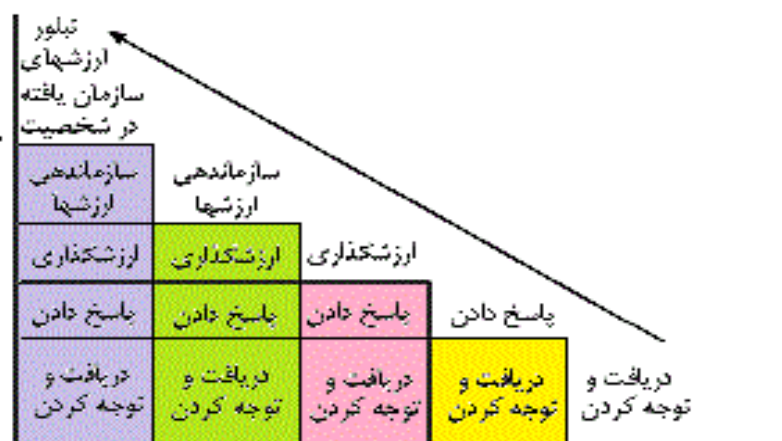 تبلور
ارزشهای
سازمان یافته
در شخصیت
سازماندهی
ارزشها
سازماندهی
ارزشها
ارزشگذاری
ارزشگذاری
ارزشگذاری
پاسخ دادن
پاسخ دادن
پاسخ دادن
پاسخ دادن
دریافت و
توجه کردن
دریافت و
توجه کردن
دریافت و
توجه کردن
دریافت و
توجه کردن
دریافت و
توجه کردن